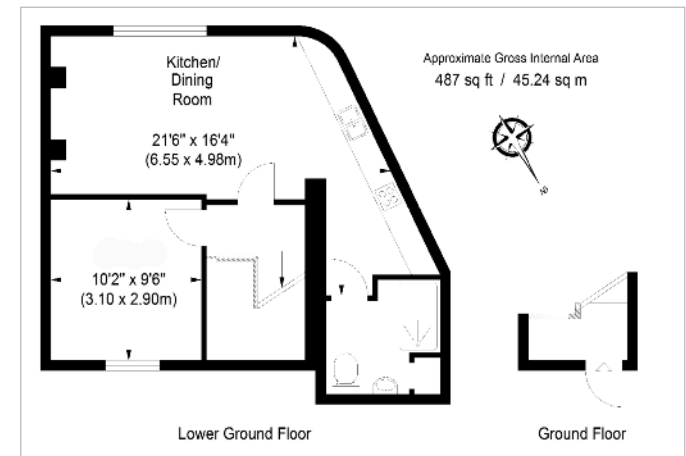 Kitchen/
Dining
Room
21'6" x 16'4"
(6.55 x 4.98m)
Approximate Gross Internal Area
487 sq ft / 45.24 sq m
N
10'2" x 9'6"
(3.10 x 2.90m)
Lower Ground Floor
Ground Floor